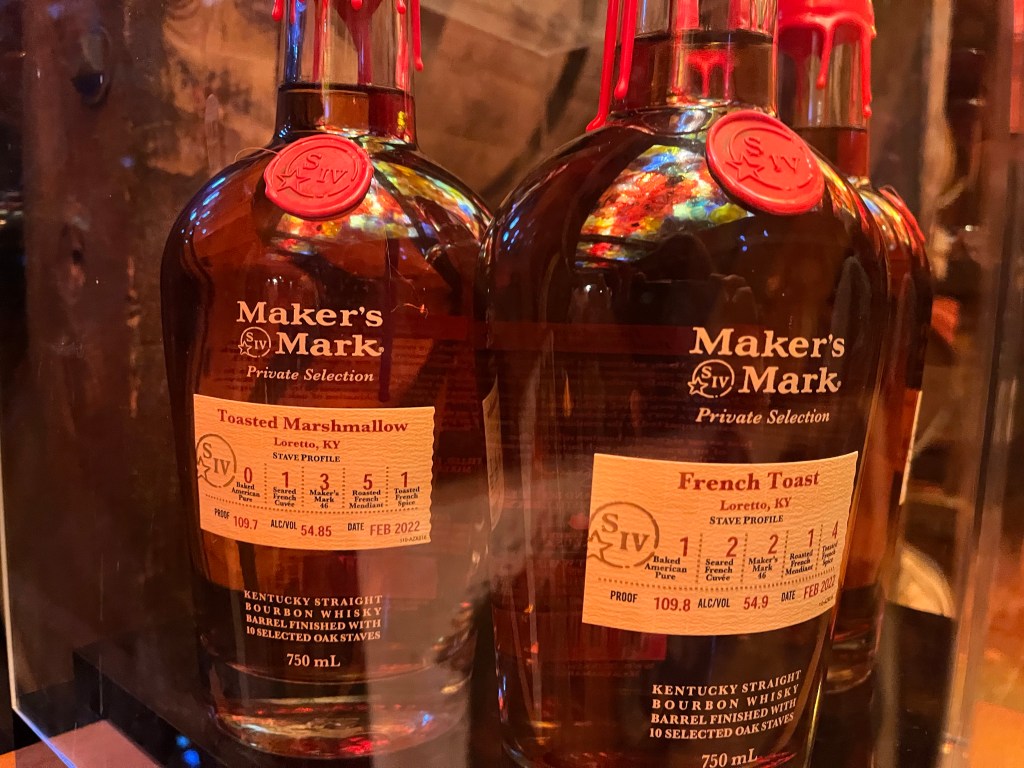 S IV
Maker's
S IV Mark
Private Selection
Toasted Marshmallow
Loretto, KY
STAVE PROFILE
S IV
0 1 3 5 1
Baked American Pure
Seared French Cuvée
Maker's Mark 46
Roasted French Mendiant
Toasted French Spice
PROOF 109.7 ALC/VOL 54.85 DATE FEB 2022
KENTUCKY STRAIGHT
BOURBON WHISKY
BARREL FINISHED WITH
10 SELECTED OAK STAVES
750 mL
S IV
Maker's
S IV Mark
Private Selection
French Toast
Loretto, KY
STAVE PROFILE
S IV
1 2 2 1 4
Baked American Pure
Seared French Cuvée
Maker's Mark 46
Roasted French Mendiant
Toasted French Spice
PROOF 109.8 ALC/VOL 54.9 DATE FEB 2022
KENTUCKY STRAIGHT
BOURBON WHISKY
BARREL FINISHED WITH
10 SELECTED OAK STAVES
750 mL